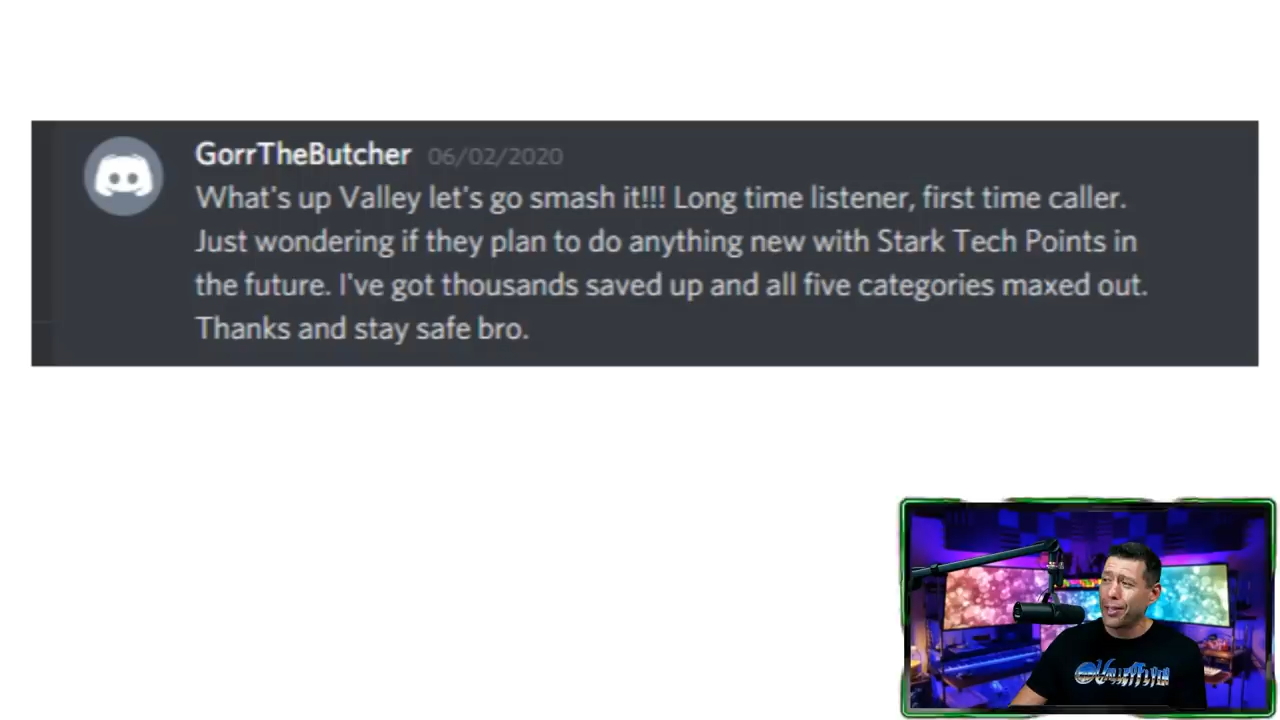 GorrTheButcher 06/02/2020
What's up Valley let's go smash it!!! Long time listener, first time caller.
Just wondering if they plan to do anything new with Stark Tech Points in
the future. I've got thousands saved up and all five categories maxed out.
Thanks and stay safe bro.